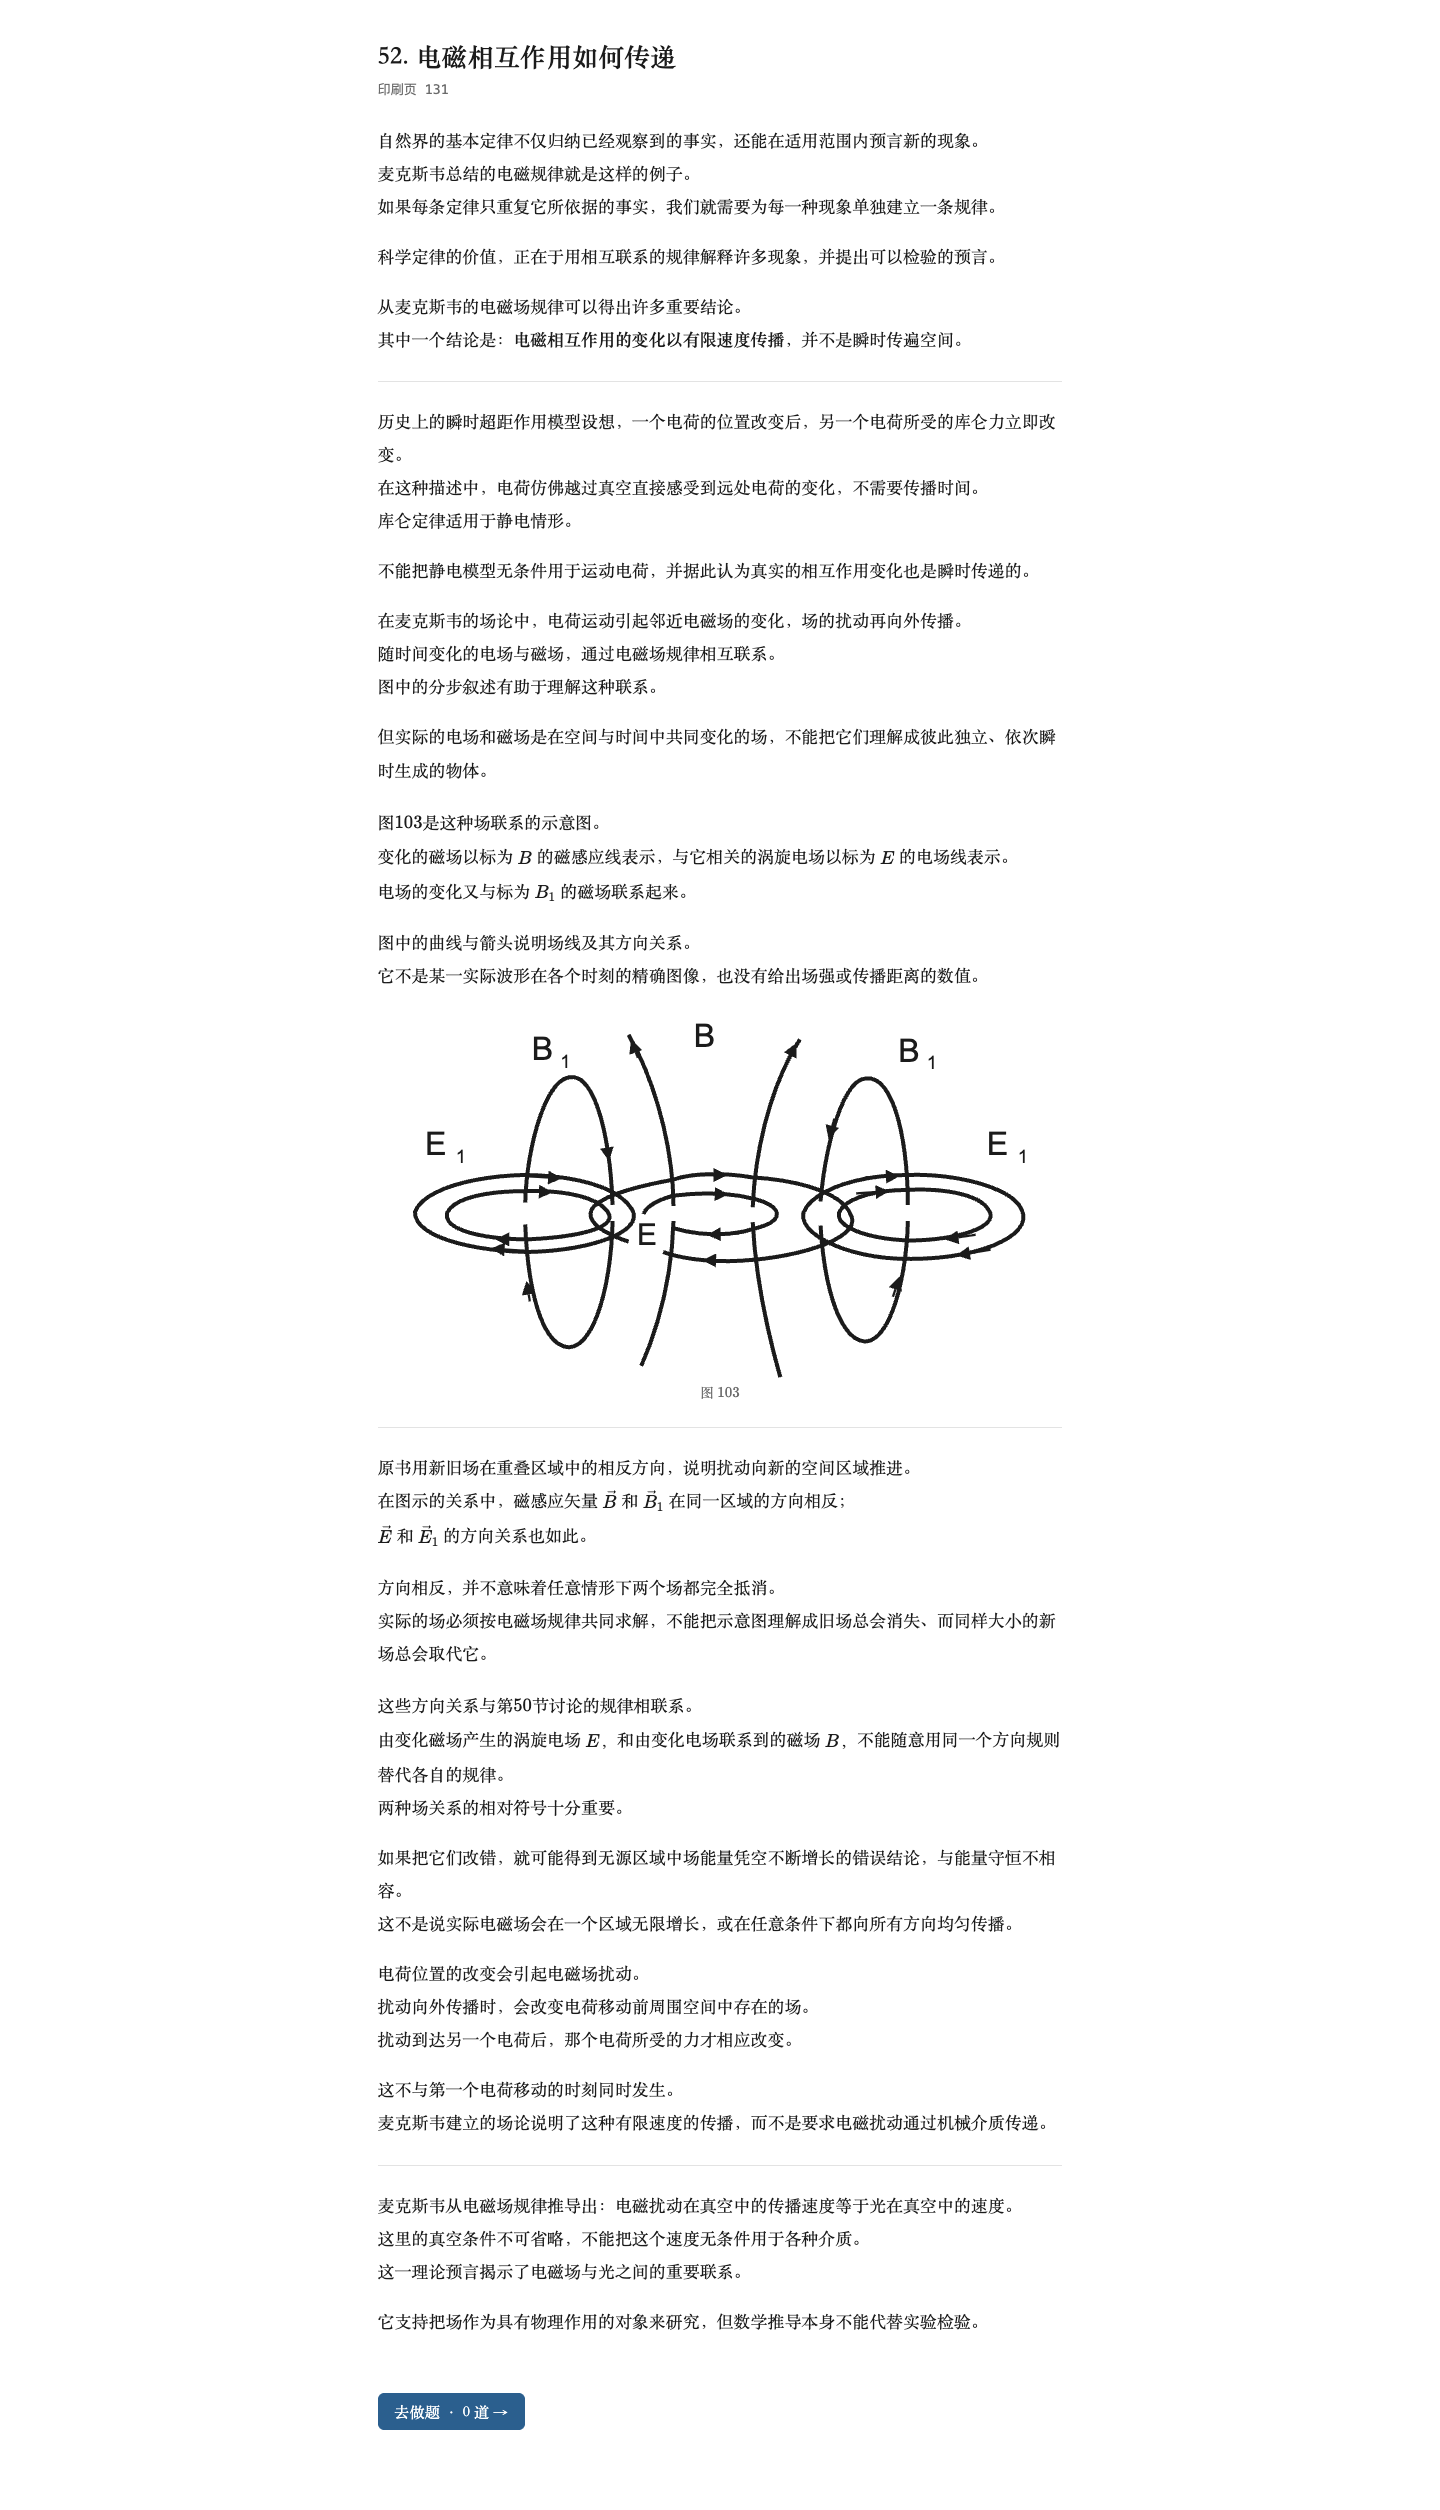 52. 电磁相互作用如何传递
印刷页 131
自然界的基本定律不仅归纳已经观察到的事实，还能在适用范围内预言新的现象。
麦克斯韦总结的电磁规律就是这样的例子。
如果每条定律只重复它所依据的事实，我们就需要为每一种现象单独建立一条规律。
科学定律的价值，正在于用相互联系的规律解释许多现象，并提出可以检验的预言。
从麦克斯韦的电磁场规律可以得出许多重要结论。
其中一个结论是：电磁相互作用的变化以有限速度传播，并不是瞬时传遍空间。
历史上的瞬时超距作用模型设想，一个电荷的位置改变后，另一个电荷所受的库仑力立即改
变。
在这种描述中，电荷仿佛越过真空直接感受到远处电荷的变化，不需要传播时间。
库仑定律适用于静电情形。
不能把静电模型无条件用于运动电荷，并据此认为真实的相互作用变化也是瞬时传递的。
在麦克斯韦的场论中，电荷运动引起邻近电磁场的变化，场的扰动再向外传播。
随时间变化的电场与磁场，通过电磁场规律相互联系。
图中的分步叙述有助于理解这种联系。
但实际的电场和磁场是在空间与时间中共同变化的场，不能把它们理解成彼此独立、依次瞬
时生成的物体。
图103是这种场联系的示意图。
变化的磁场以标为 B 的磁感应线表示，与它相关的涡旋电场以标为 E 的电场线表示。
电场的变化又与标为 B₁ 的磁场联系起来。
图中的曲线与箭头说明场线及其方向关系。
它不是某一实际波形在各个时刻的精确图像，也没有给出场强或传播距离的数值。
B 1
B
B 1
E 1
E 1
E
图 103
原书用新旧场在重叠区域中的相反方向，说明扰动向新的空间区域推进。
在图示的关系中，磁感应矢量 B⃗ 和 B⃗₁ 在同一区域的方向相反；
E⃗ 和 E⃗₁ 的方向关系也如此。
方向相反，并不意味着任意情形下两个场都完全抵消。
实际的场必须按电磁场规律共同求解，不能把示意图理解成旧场总会消失、而同样大小的新
场总会取代它。
这些方向关系与第50节讨论的规律相联系。
由变化磁场产生的涡旋电场 E，和由变化电场联系到的磁场 B，不能随意用同一个方向规则
替代各自的规律。
两种场关系的相对符号十分重要。
如果把它们改错，就可能得到无源区域中场能量凭空不断增长的错误结论，与能量守恒不相
容。
这不是说实际电磁场会在一个区域无限增长，或在任意条件下都向所有方向均匀传播。
电荷位置的改变会引起电磁场扰动。
扰动向外传播时，会改变电荷移动前周围空间中存在的场。
扰动到达另一个电荷后，那个电荷所受的力才相应改变。
这不与第一个电荷移动的时刻同时发生。
麦克斯韦建立的场论说明了这种有限速度的传播，而不是要求电磁扰动通过机械介质传递。
麦克斯韦从电磁场规律推导出：电磁扰动在真空中的传播速度等于光在真空中的速度。
这里的真空条件不可省略，不能把这个速度无条件用于各种介质。
这一理论预言揭示了电磁场与光之间的重要联系。
它支持把场作为具有物理作用的对象来研究，但数学推导本身不能代替实验检验。
去做题 · 0 道 →